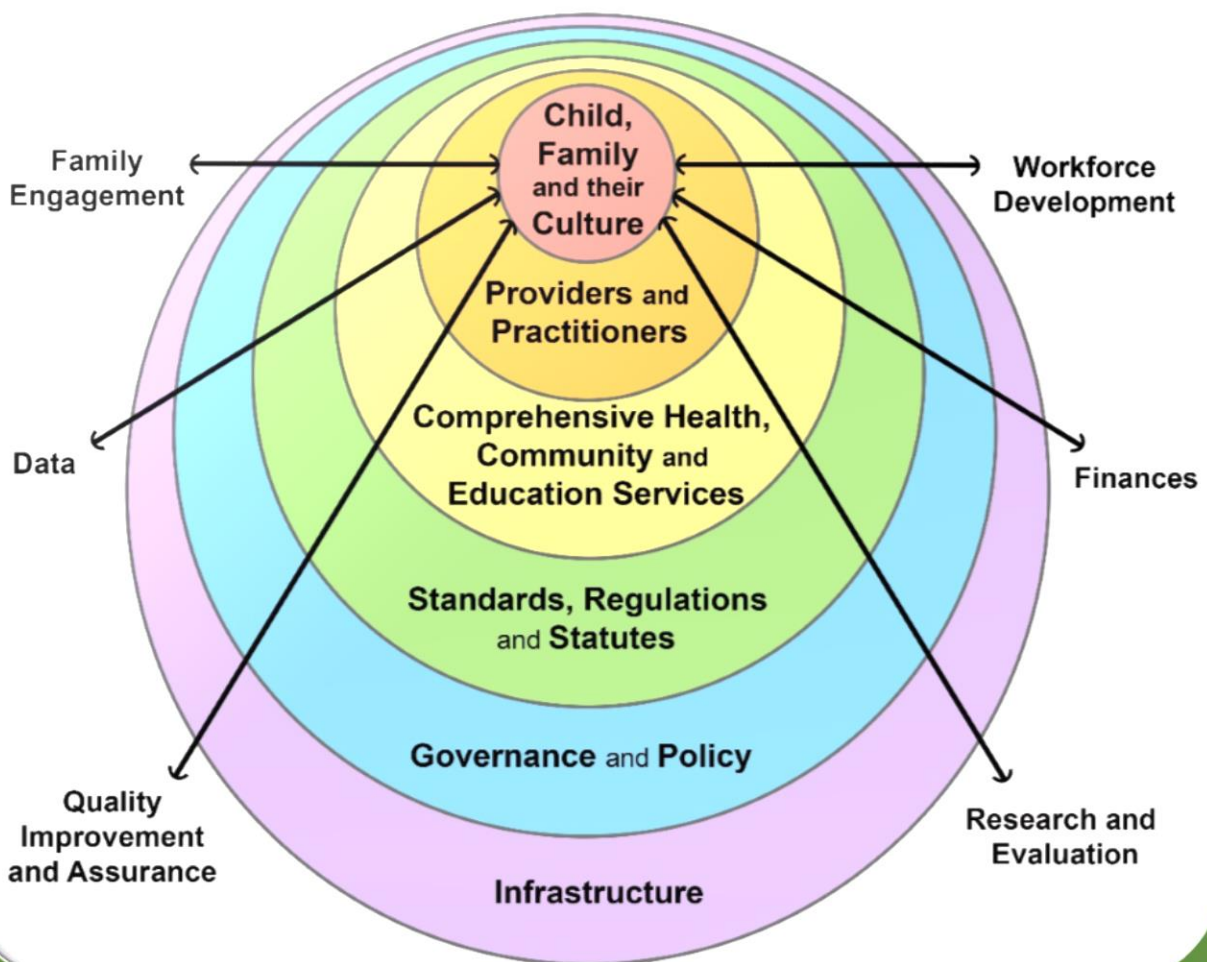 Child,
Family
and their
Culture
Family
Engagement
Workforce
Development
Providers and
Practitioners
Comprehensive Health,
Community and
Education Services
Data
Finances
Standards, Regulations
and Statutes
Governance and Policy
Quality
Improvement
and Assurance
Research and
Evaluation
Infrastructure